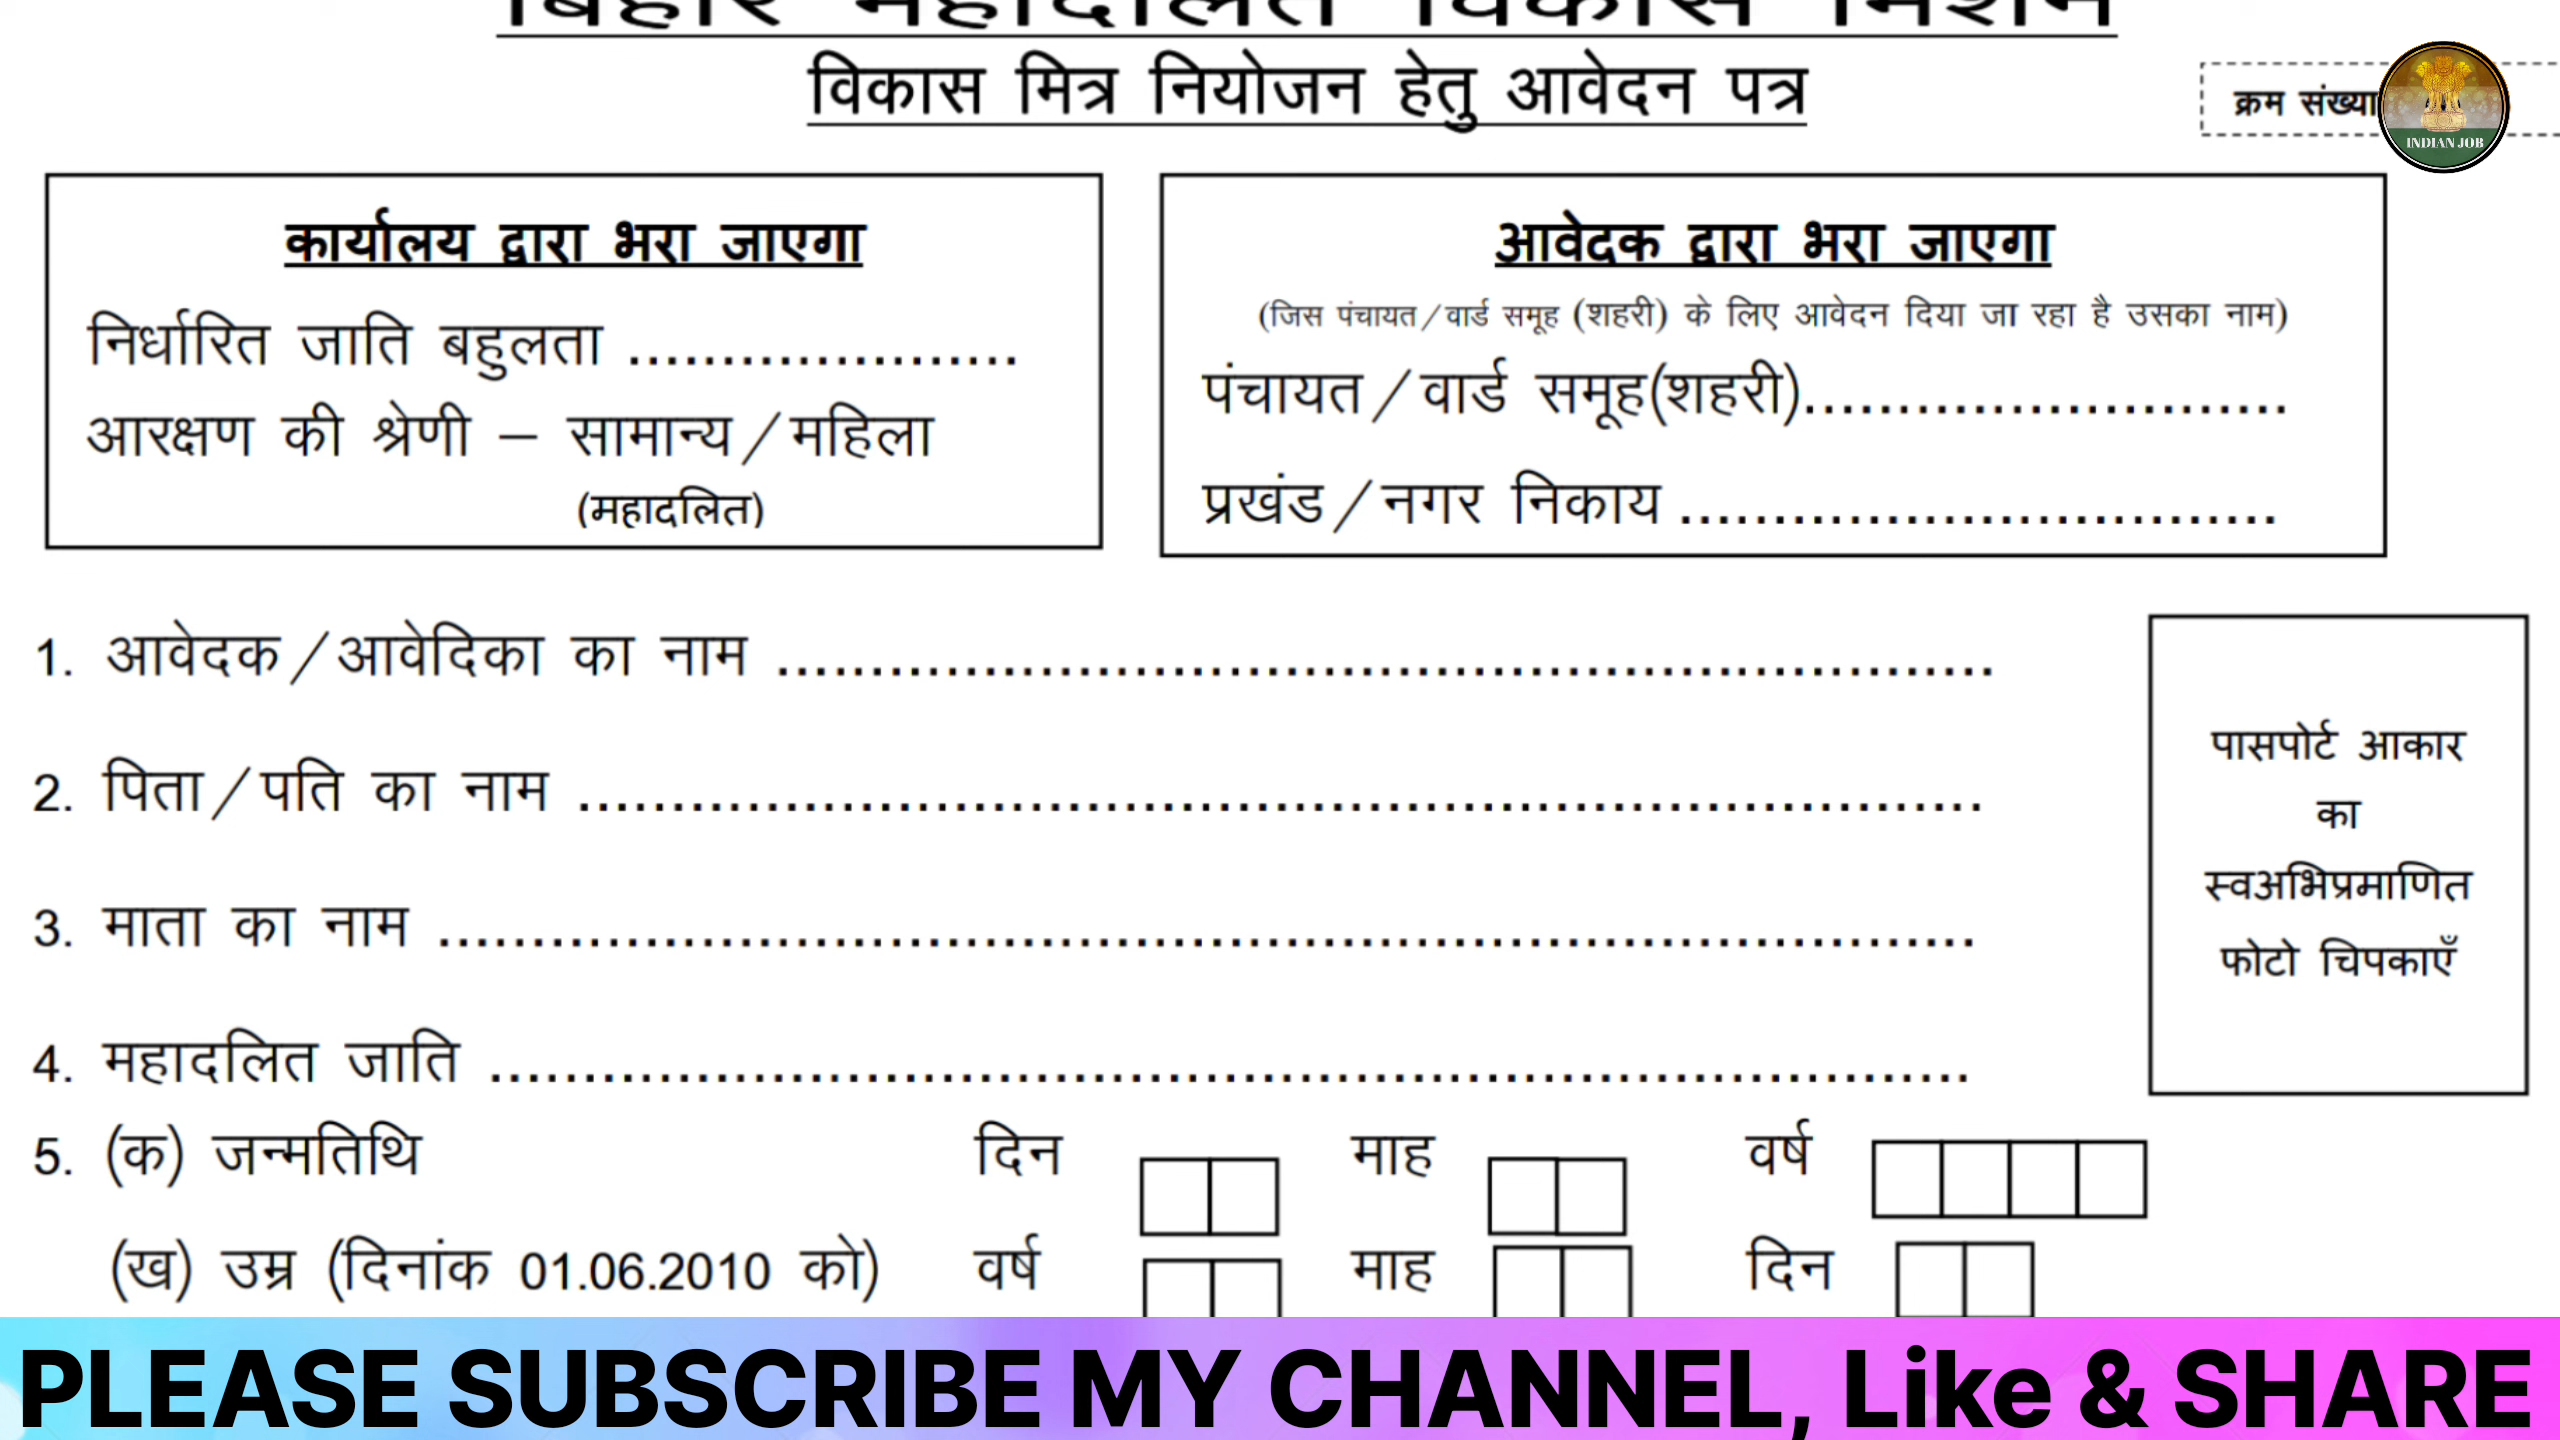 बिहार महादलित विकास मिशन
विकास मित्र नियोजन हेतु आवेदन पत्र
क्रम संख्या
INDIAN JOB
कार्यालय द्वारा भरा जाएगा
निर्धारित जाति बहुलता .....................
आरक्षण की श्रेणी – सामान्य/महिला
(महादलित)
आवेदक द्वारा भरा जाएगा
(जिस पंचायत/वार्ड समूह (शहरी) के लिए आवेदन दिया जा रहा है उसका नाम)
पंचायत/वार्ड समूह(शहरी)..........................
प्रखंड/नगर निकाय ................................
1. आवेदक/आवेदिका का नाम .................................................................
2. पिता/पति का नाम ...........................................................................
3. माता का नाम ..................................................................................
4. महादलित जाति ...............................................................................
पासपोर्ट आकार
का
स्वअभिप्रमाणित
फोटो चिपकाएँ
5. (क) जन्मतिथि दिन माह वर्ष
(ख) उम्र (दिनांक 01.06.2010 को) वर्ष माह दिन
PLEASE SUBSCRIBE MY CHANNEL, Like & SHARE